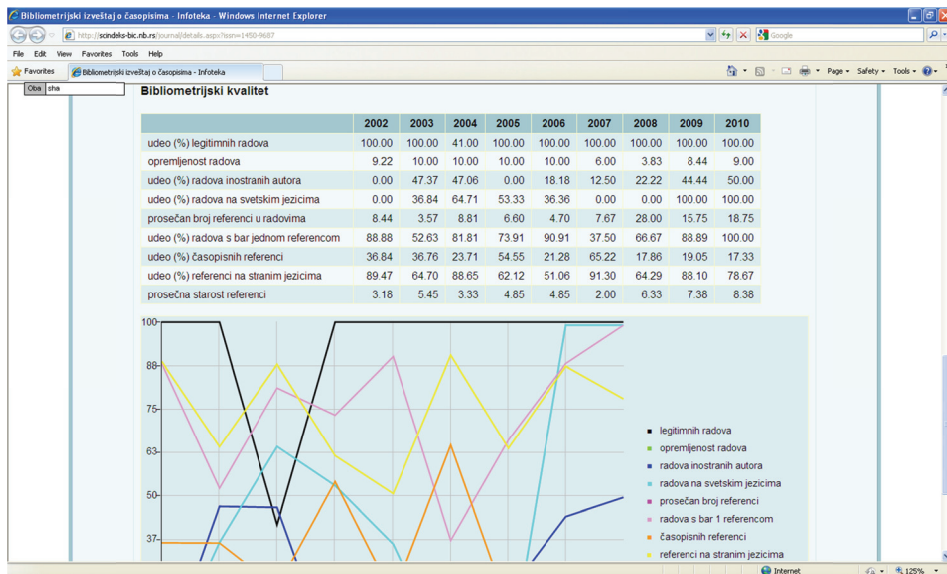 Bibliometrijski izveštaj o časopisima - Infoteka - Windows Internet Explorer
http://scindeks-bic.nb.rs/journal/details.aspx?issn=1450-9687
Google
File Edit View Favorites Tools Help
Favorites Bibliometrijski izveštaj o časopisima - Infoteka Page Safety Tools
Oba sha
Bibliometrijski kvalitet
2002 2003 2004 2005 2006 2007 2008 2009 2010
udeo (%) legitimnih radova 100.00 100.00 41.00 100.00 100.00 100.00 100.00 100.00 100.00
opremljenost radova 9.22 10.00 10.00 10.00 10.00 6.00 3.83 8.44 9.00
udeo (%) radova inostranih autora 0.00 47.37 47.06 0.00 18.18 12.50 22.22 44.44 50.00
udeo (%) radova na svetskim jezicima 0.00 36.84 64.71 53.33 36.36 0.00 0.00 100.00 100.00
prosečan broj referenci u radovima 8.44 3.57 8.81 6.60 4.70 7.67 28.00 15.75 18.75
udeo (%) radova s bar jednom referencom 88.88 52.63 81.81 73.91 90.91 37.50 66.67 88.89 100.00
udeo (%) časopisnih referenci 36.84 36.76 23.71 54.55 21.28 65.22 17.86 19.05 17.33
udeo (%) referenci na stranim jezicima 89.47 64.70 88.65 62.12 51.06 91.30 64.29 88.10 78.67
prosečna starost referenci 3.18 5.45 3.33 4.85 4.85 2.00 6.33 7.38 8.38
100
88
75
63
50
37
legitimnih radova
opremljenost radova
radova inostranih autora
radova na svetskim jezicima
prosečan broj referenci
radova s bar 1 referencom
časopisnih referenci
referenci na stranim jezicima
Internet 125%